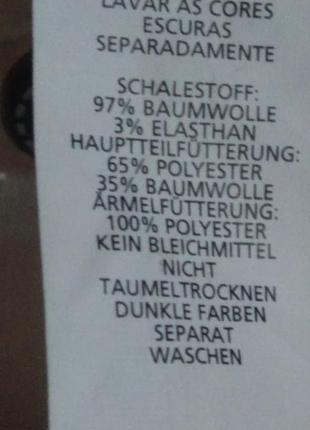 LAVAR AS CORES
ESCURAS
SEPARADAMENTE
SCHALESTOFF:
97% BAUMWOLLE
3% ELASTHAN
HAUPTTEILFÜTTERUNG:
65% POLYESTER
35% BAUMWOLLE
ÄRMELFÜTTERUNG:
100% POLYESTER
KEIN BLEICHMITTEL
NICHT
TAUMELTROCKNEN
DUNKLE FARBEN
SEPARAT
WASCHEN